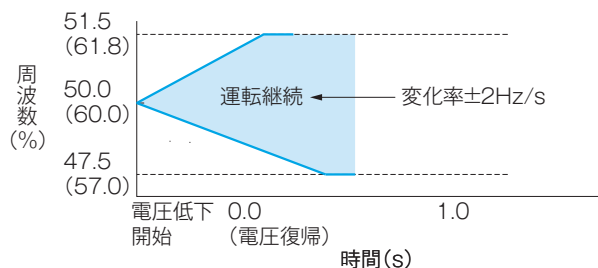 51.5
(61.8)
周波数(%)
50.0
(60.0)
運転継続
変化率±2Hz/s
47.5
(57.0)
電圧低下
開始
0.0
(電圧復帰)
1.0
時間(s)